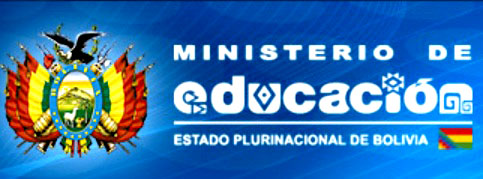 MINISTERIO DE
educación
ESTADO PLURINACIONAL DE BOLIVIA